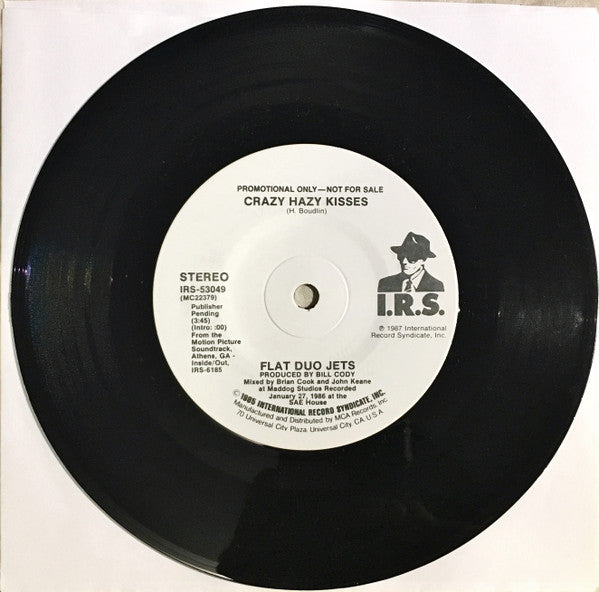 PROMOTIONAL ONLY—NOT FOR SALE
CRAZY HAZY KISSES
(H. Boudlin)
STEREO
IRS-53049
(MC22379)
Publisher
Pending
(3:45)
(Intro: :00)
From the
Motion Picture
Soundtrack,
Athens, GA -
Inside/Out,
IRS-6185
I.R.S.
℗ 1987 International
Record Syndicate, Inc.
FLAT DUO JETS
PRODUCED BY BILL CODY
Mixed by Brian Cook and John Keane
at Maddog Studios Recorded
January 27, 1986 at the
SAE House
© 1985 INTERNATIONAL RECORD SYNDICATE, INC.
Manufactured and Distributed by MCA Records, Inc.
70 Universal City Plaza, Universal City, CA. U.S.A.